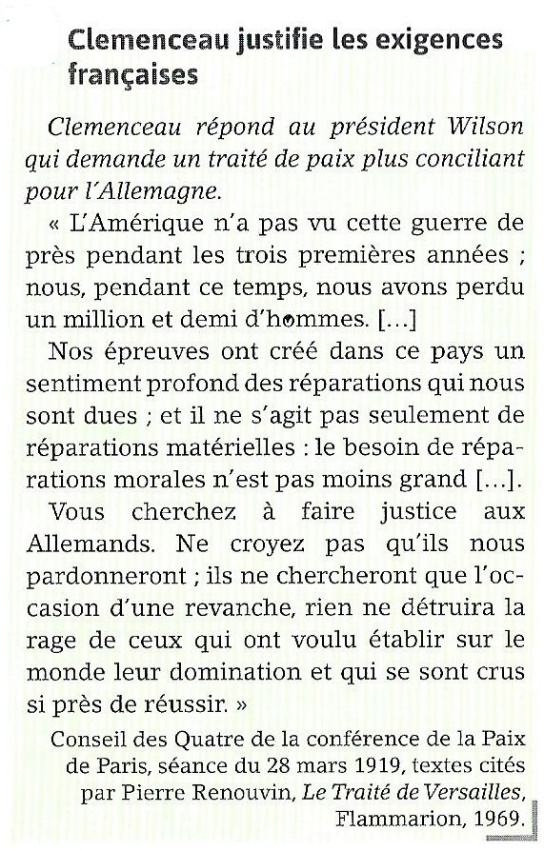 Clemenceau justifie les exigences
françaises
Clemenceau répond au président Wilson
qui demande un traité de paix plus conciliant
pour l'Allemagne.
« L'Amérique n'a pas vu cette guerre de
près pendant les trois premières années ;
nous, pendant ce temps, nous avons perdu
un million et demi d'hommes. [...]
Nos épreuves ont créé dans ce pays un
sentiment profond des réparations qui nous
sont dues ; et il ne s'agit pas seulement de
réparations matérielles : le besoin de répa-
rations morales n'est pas moins grand [...].
Vous cherchez à faire justice aux
Allemands. Ne croyez pas qu'ils nous
pardonneront ; ils ne chercheront que l'oc-
casion d'une revanche, rien ne détruira la
rage de ceux qui ont voulu établir sur le
monde leur domination et qui se sont crus
si près de réussir. »
Conseil des Quatre de la conférence de la Paix
de Paris, séance du 28 mars 1919, textes cités
par Pierre Renouvin, Le Traité de Versailles,
Flammarion, 1969.